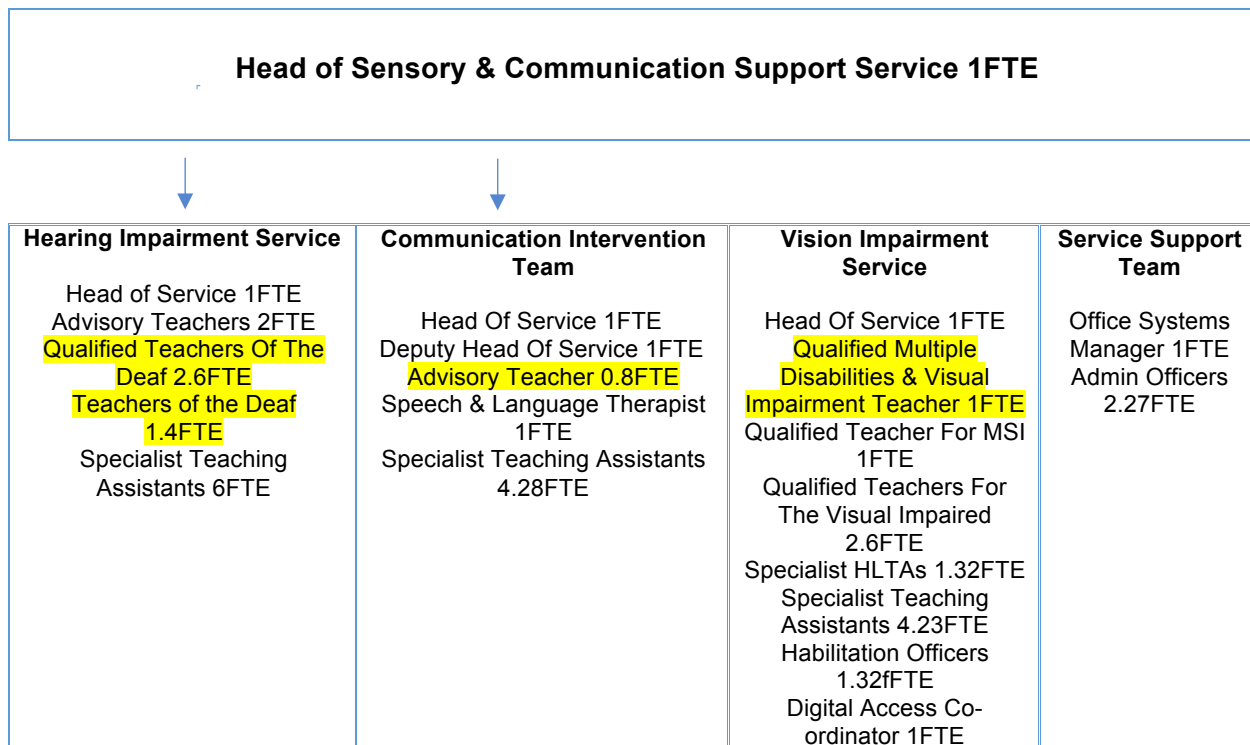 Head of Sensory & Communication Support Service 1FTE
Hearing Impairment Service
Head of Service 1FTE
Advisory Teachers 2FTE
Qualified Teachers Of The
Deaf 2.6FTE
Teachers of the Deaf
1.4FTE
Specialist Teaching
Assistants 6FTE
Communication Intervention
Team
Head Of Service 1FTE
Deputy Head Of Service 1FTE
Advisory Teacher 0.8FTE
Speech & Language Therapist
1FTE
Specialist Teaching Assistants
4.28FTE
Vision Impairment
Service
Head Of Service 1FTE
Qualified Multiple
Disabilities & Visual
Impairment Teacher 1FTE
Qualified Teacher For MSI
1FTE
Qualified Teachers For
The Visual Impaired
2.6FTE
Specialist HLTAs 1.32FTE
Specialist Teaching
Assistants 4.23FTE
Habilitation Officers
1.32fFTE
Digital Access Co-
ordinator 1FTE
Service Support
Team
Office Systems
Manager 1FTE
Admin Officers
2.27FTE